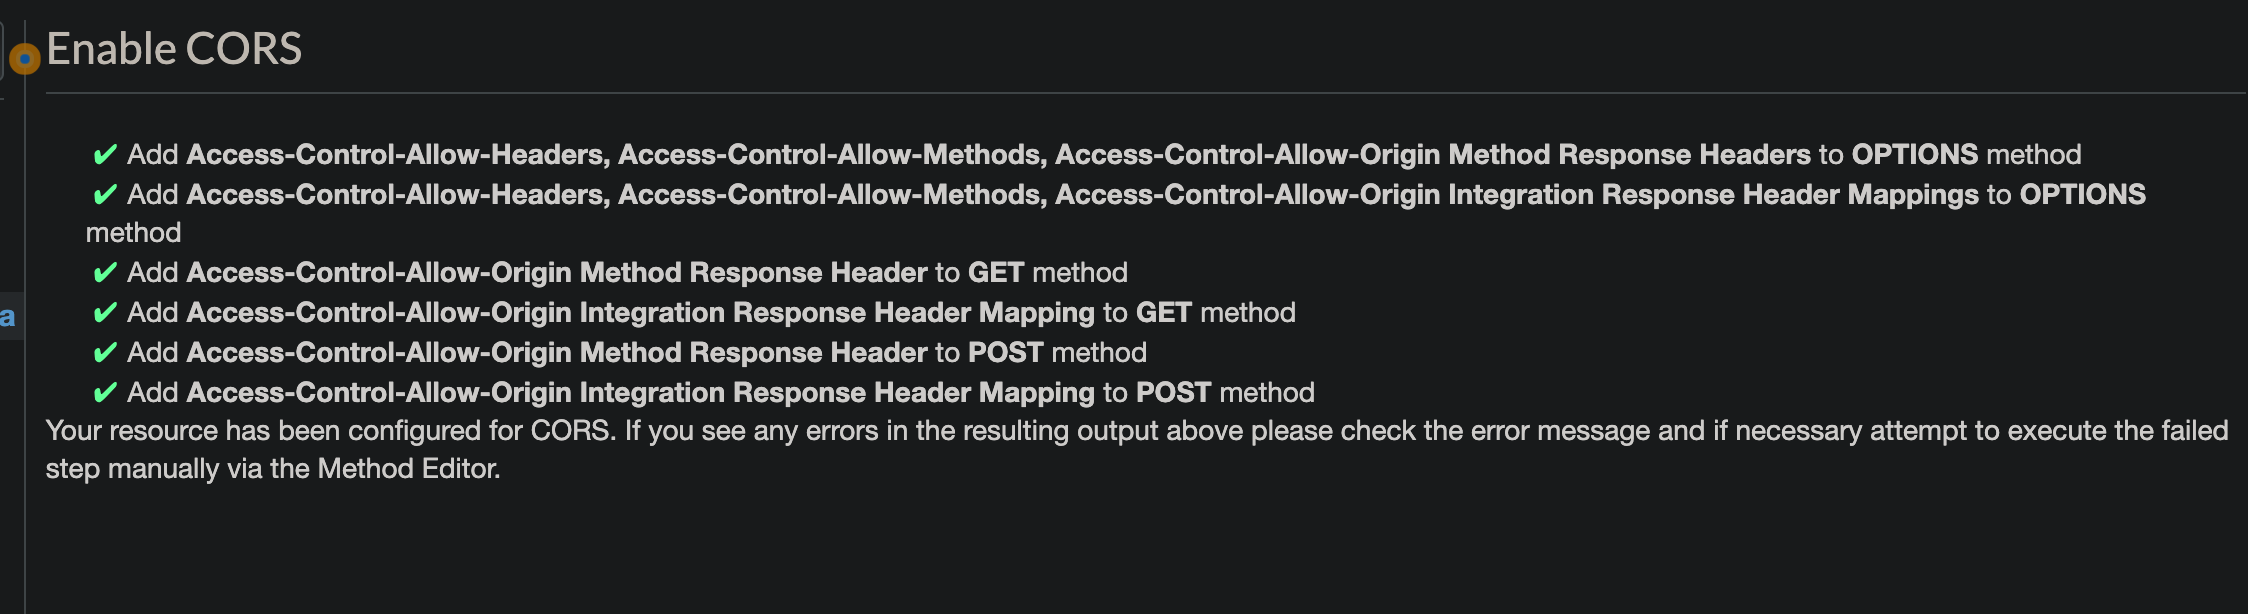 Enable CORS
✔ Add Access-Control-Allow-Headers, Access-Control-Allow-Methods, Access-Control-Allow-Origin Method Response Headers to OPTIONS method
✔ Add Access-Control-Allow-Headers, Access-Control-Allow-Methods, Access-Control-Allow-Origin Integration Response Header Mappings to OPTIONS
method
✔ Add Access-Control-Allow-Origin Method Response Header to GET method
✔ Add Access-Control-Allow-Origin Integration Response Header Mapping to GET method
a
✔ Add Access-Control-Allow-Origin Method Response Header to POST method
✔ Add Access-Control-Allow-Origin Integration Response Header Mapping to POST method
Your resource has been configured for CORS. If you see any errors in the resulting output above please check the error message and if necessary attempt to execute the failed
step manually via the Method Editor.